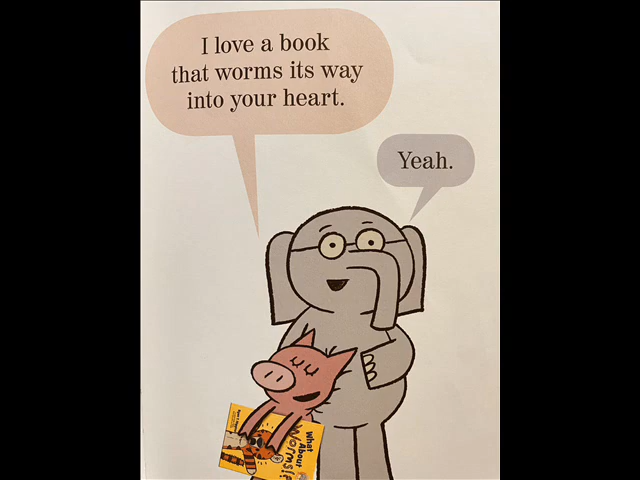 I love a book
that worms its way
into your heart.
Yeah.
What
About
Worms!?